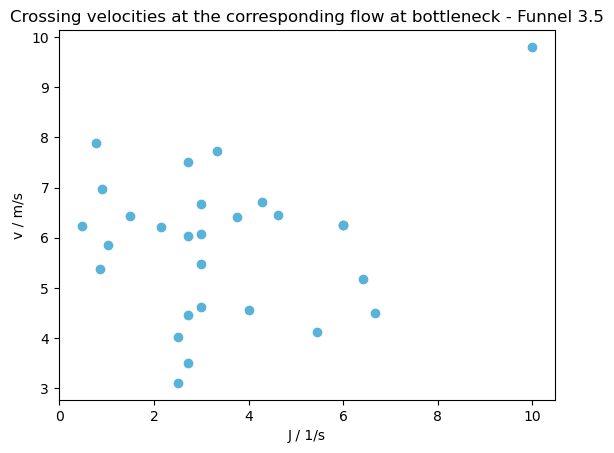 Crossing velocities at the corresponding flow at bottleneck - Funnel 3.5
10
9
8
7
6
5
4
3
v / m/s
0 2 4 6 8 10
J / 1/s